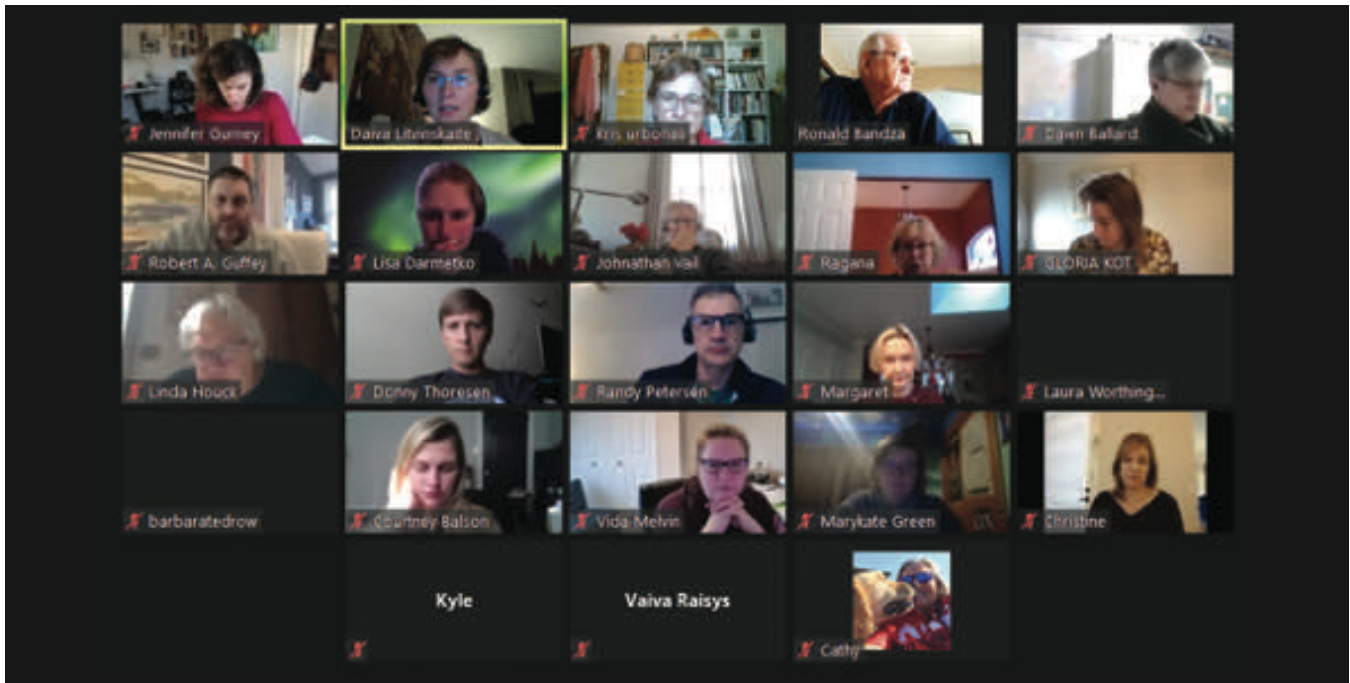 Jennifer Gurney
Daiva Litvinskaite
Kris urbonas
Ronald Bandza
Dawn Ballard
Robert A. Guffey
Lisa Darmetko
Johnathan Vail
Ragana
GLORIA KOT
Linda Houck
Donny Thoresen
Randy Petersen
Margaret
Laura Worthing...
barbaratedrow
Courtney Balson
Vida Melvin
Marykate Green
Christine
Kyle
Vaiva Raisys
Cathy